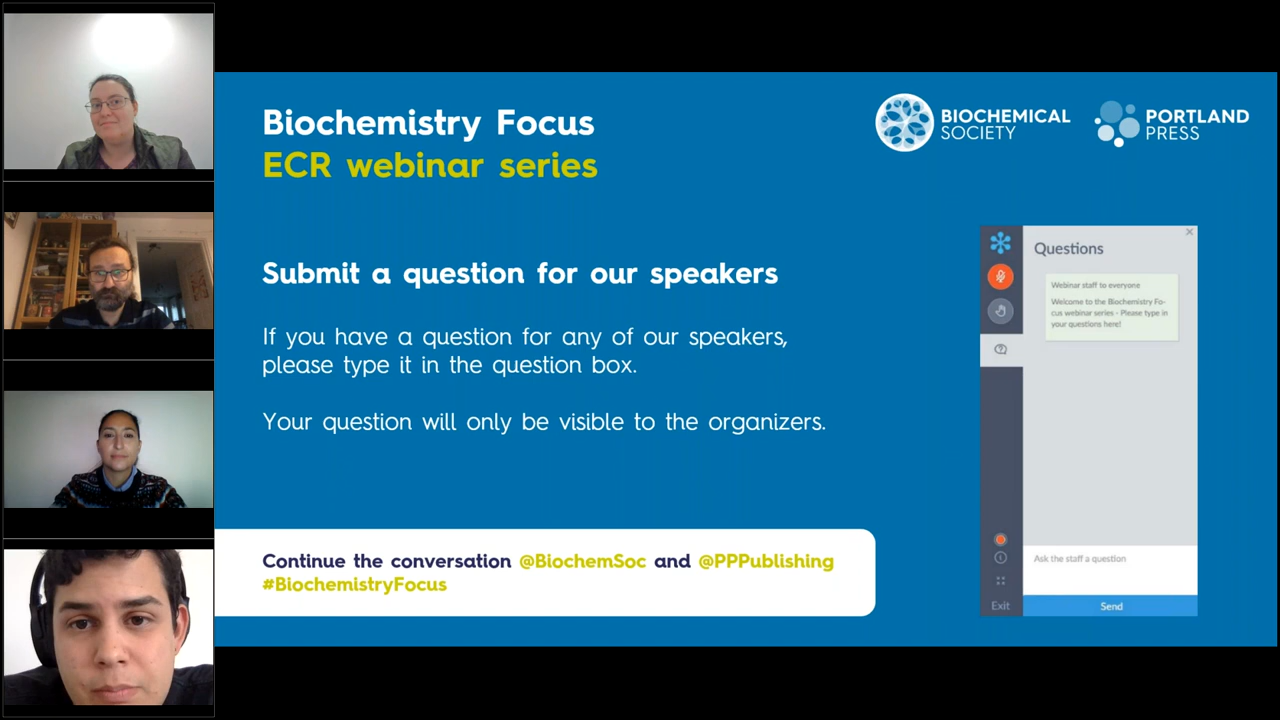 Biochemistry Focus
ECR webinar series
BIOCHEMICAL
SOCIETY
PORTLAND
PRESS
Submit a question for our speakers
If you have a question for any of our speakers,
please type it in the question box.
Your question will only be visible to the organizers.
Continue the conversation @BiochemSoc and @PPPublishing
#BiochemistryFocus
Questions
Webinar staff to everyone
Welcome to the Biochemistry Fo-
cus webinar series - Please type in
your questions here!
Ask the staff a question
Exit
Send